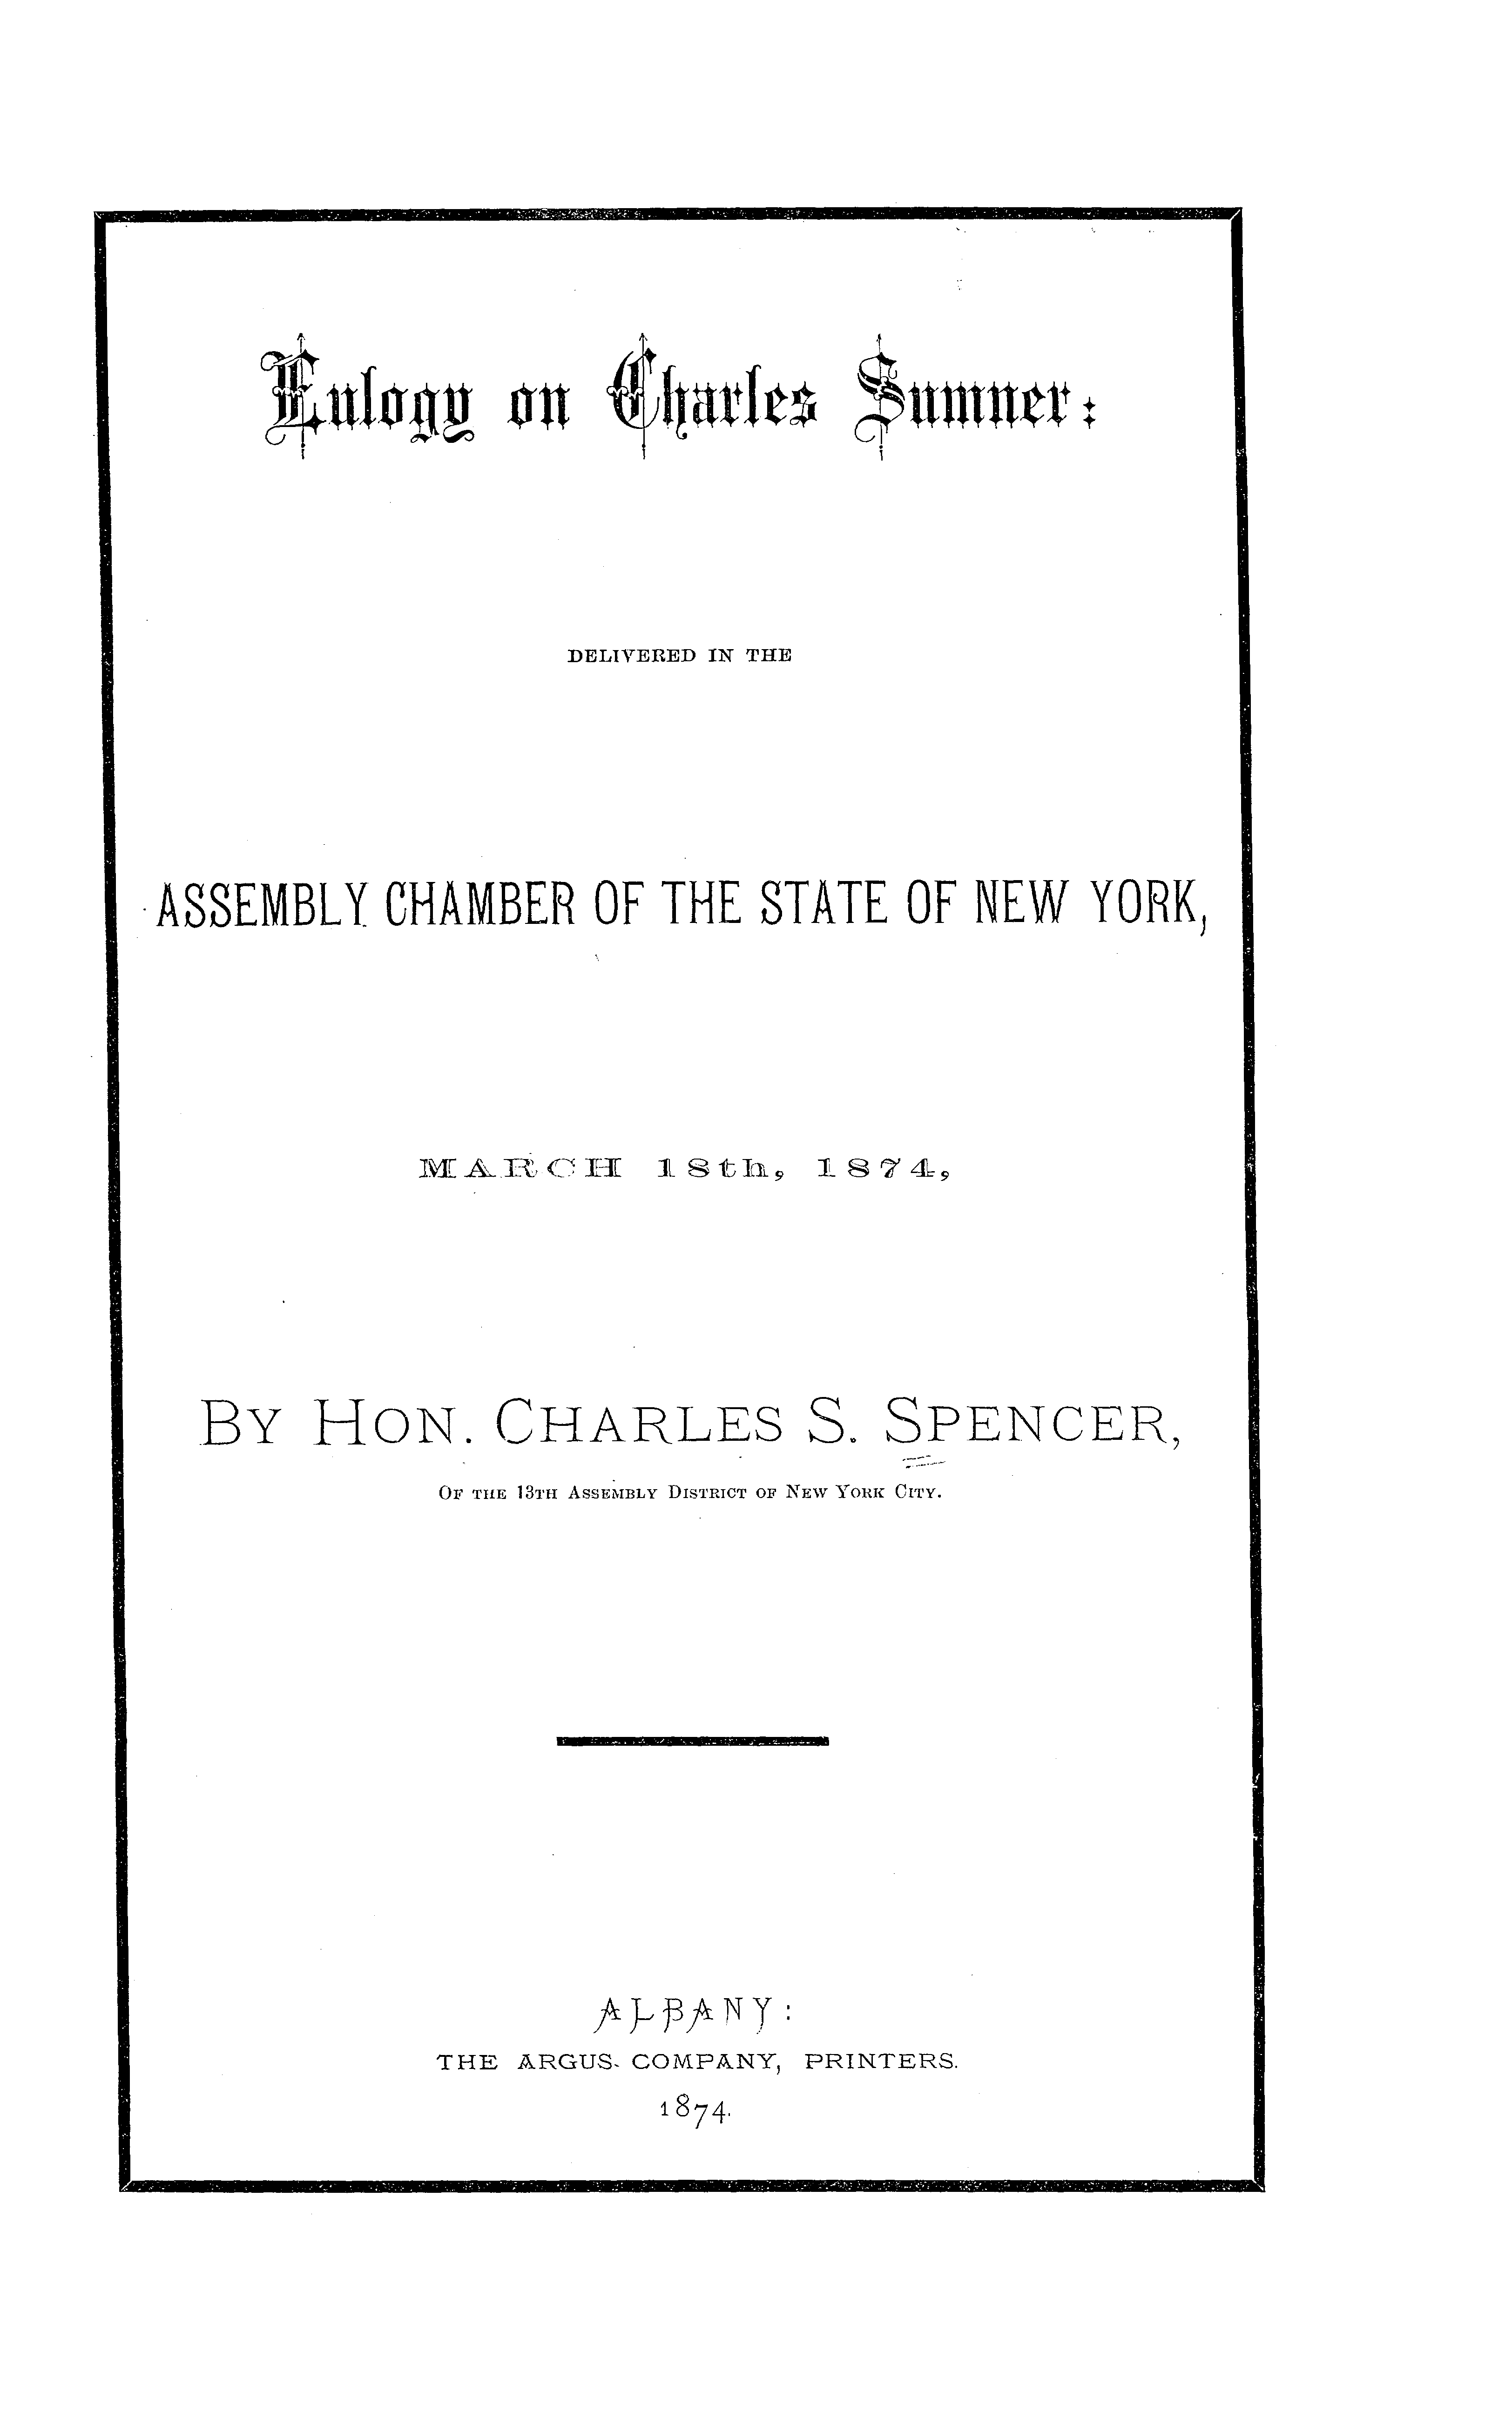 Eulogy on Charles Sumner:
DELIVERED IN THE
ASSEMBLY CHAMBER OF THE STATE OF NEW YORK,
MARCH 18th, 1874,
BY HON. CHARLES S. SPENCER,
OF THE 13TH ASSEMBLY DISTRICT OF NEW YORK CITY.
ALBANY:
THE ARGUS COMPANY, PRINTERS.
1874.